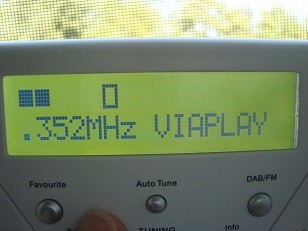 .352MHz VIAPLAY
Favourite
Auto Tune
DAB/FM
TUNING
Info